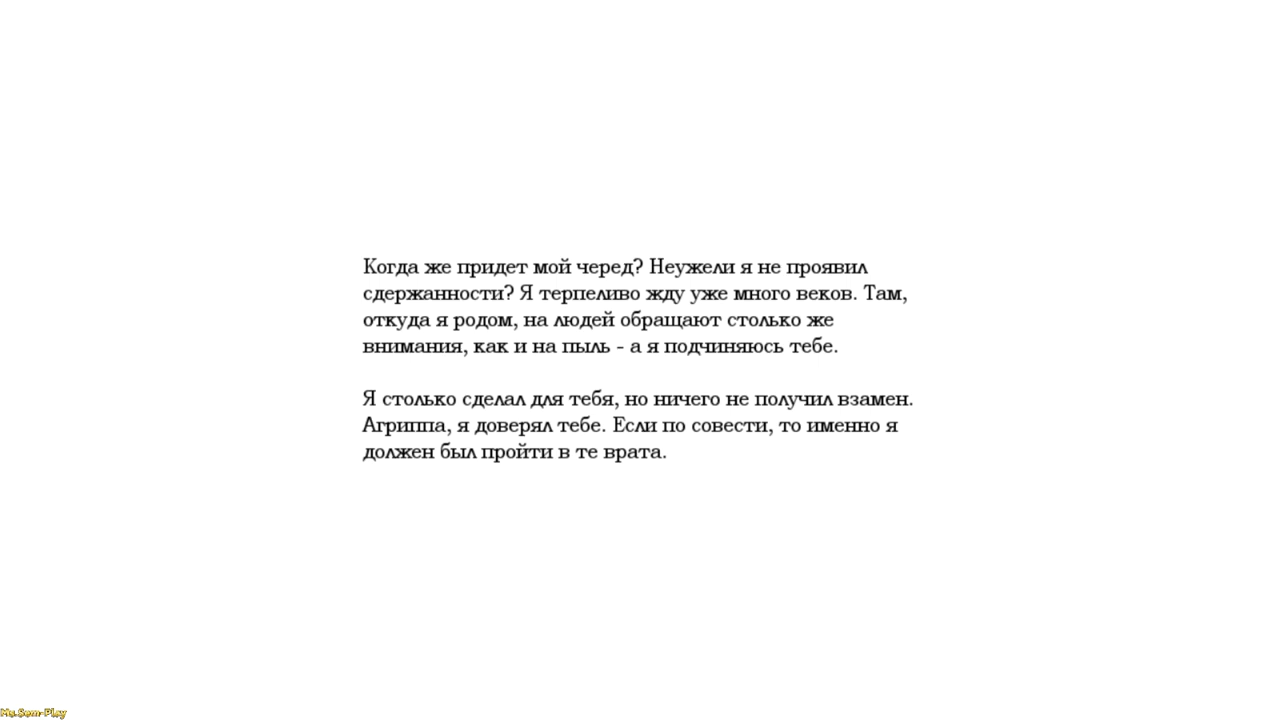 Когда же придет мой черед? Неужели я не проявил
сдержанности? Я терпеливо жду уже много веков. Там,
откуда я родом, на людей обращают столько же
внимания, как и на пыль - а я подчиняюсь тебе.
Я столько сделал для тебя, но ничего не получил взамен.
Агриппа, я доверял тебе. Если по совести, то именно я
должен был пройти в те врата.